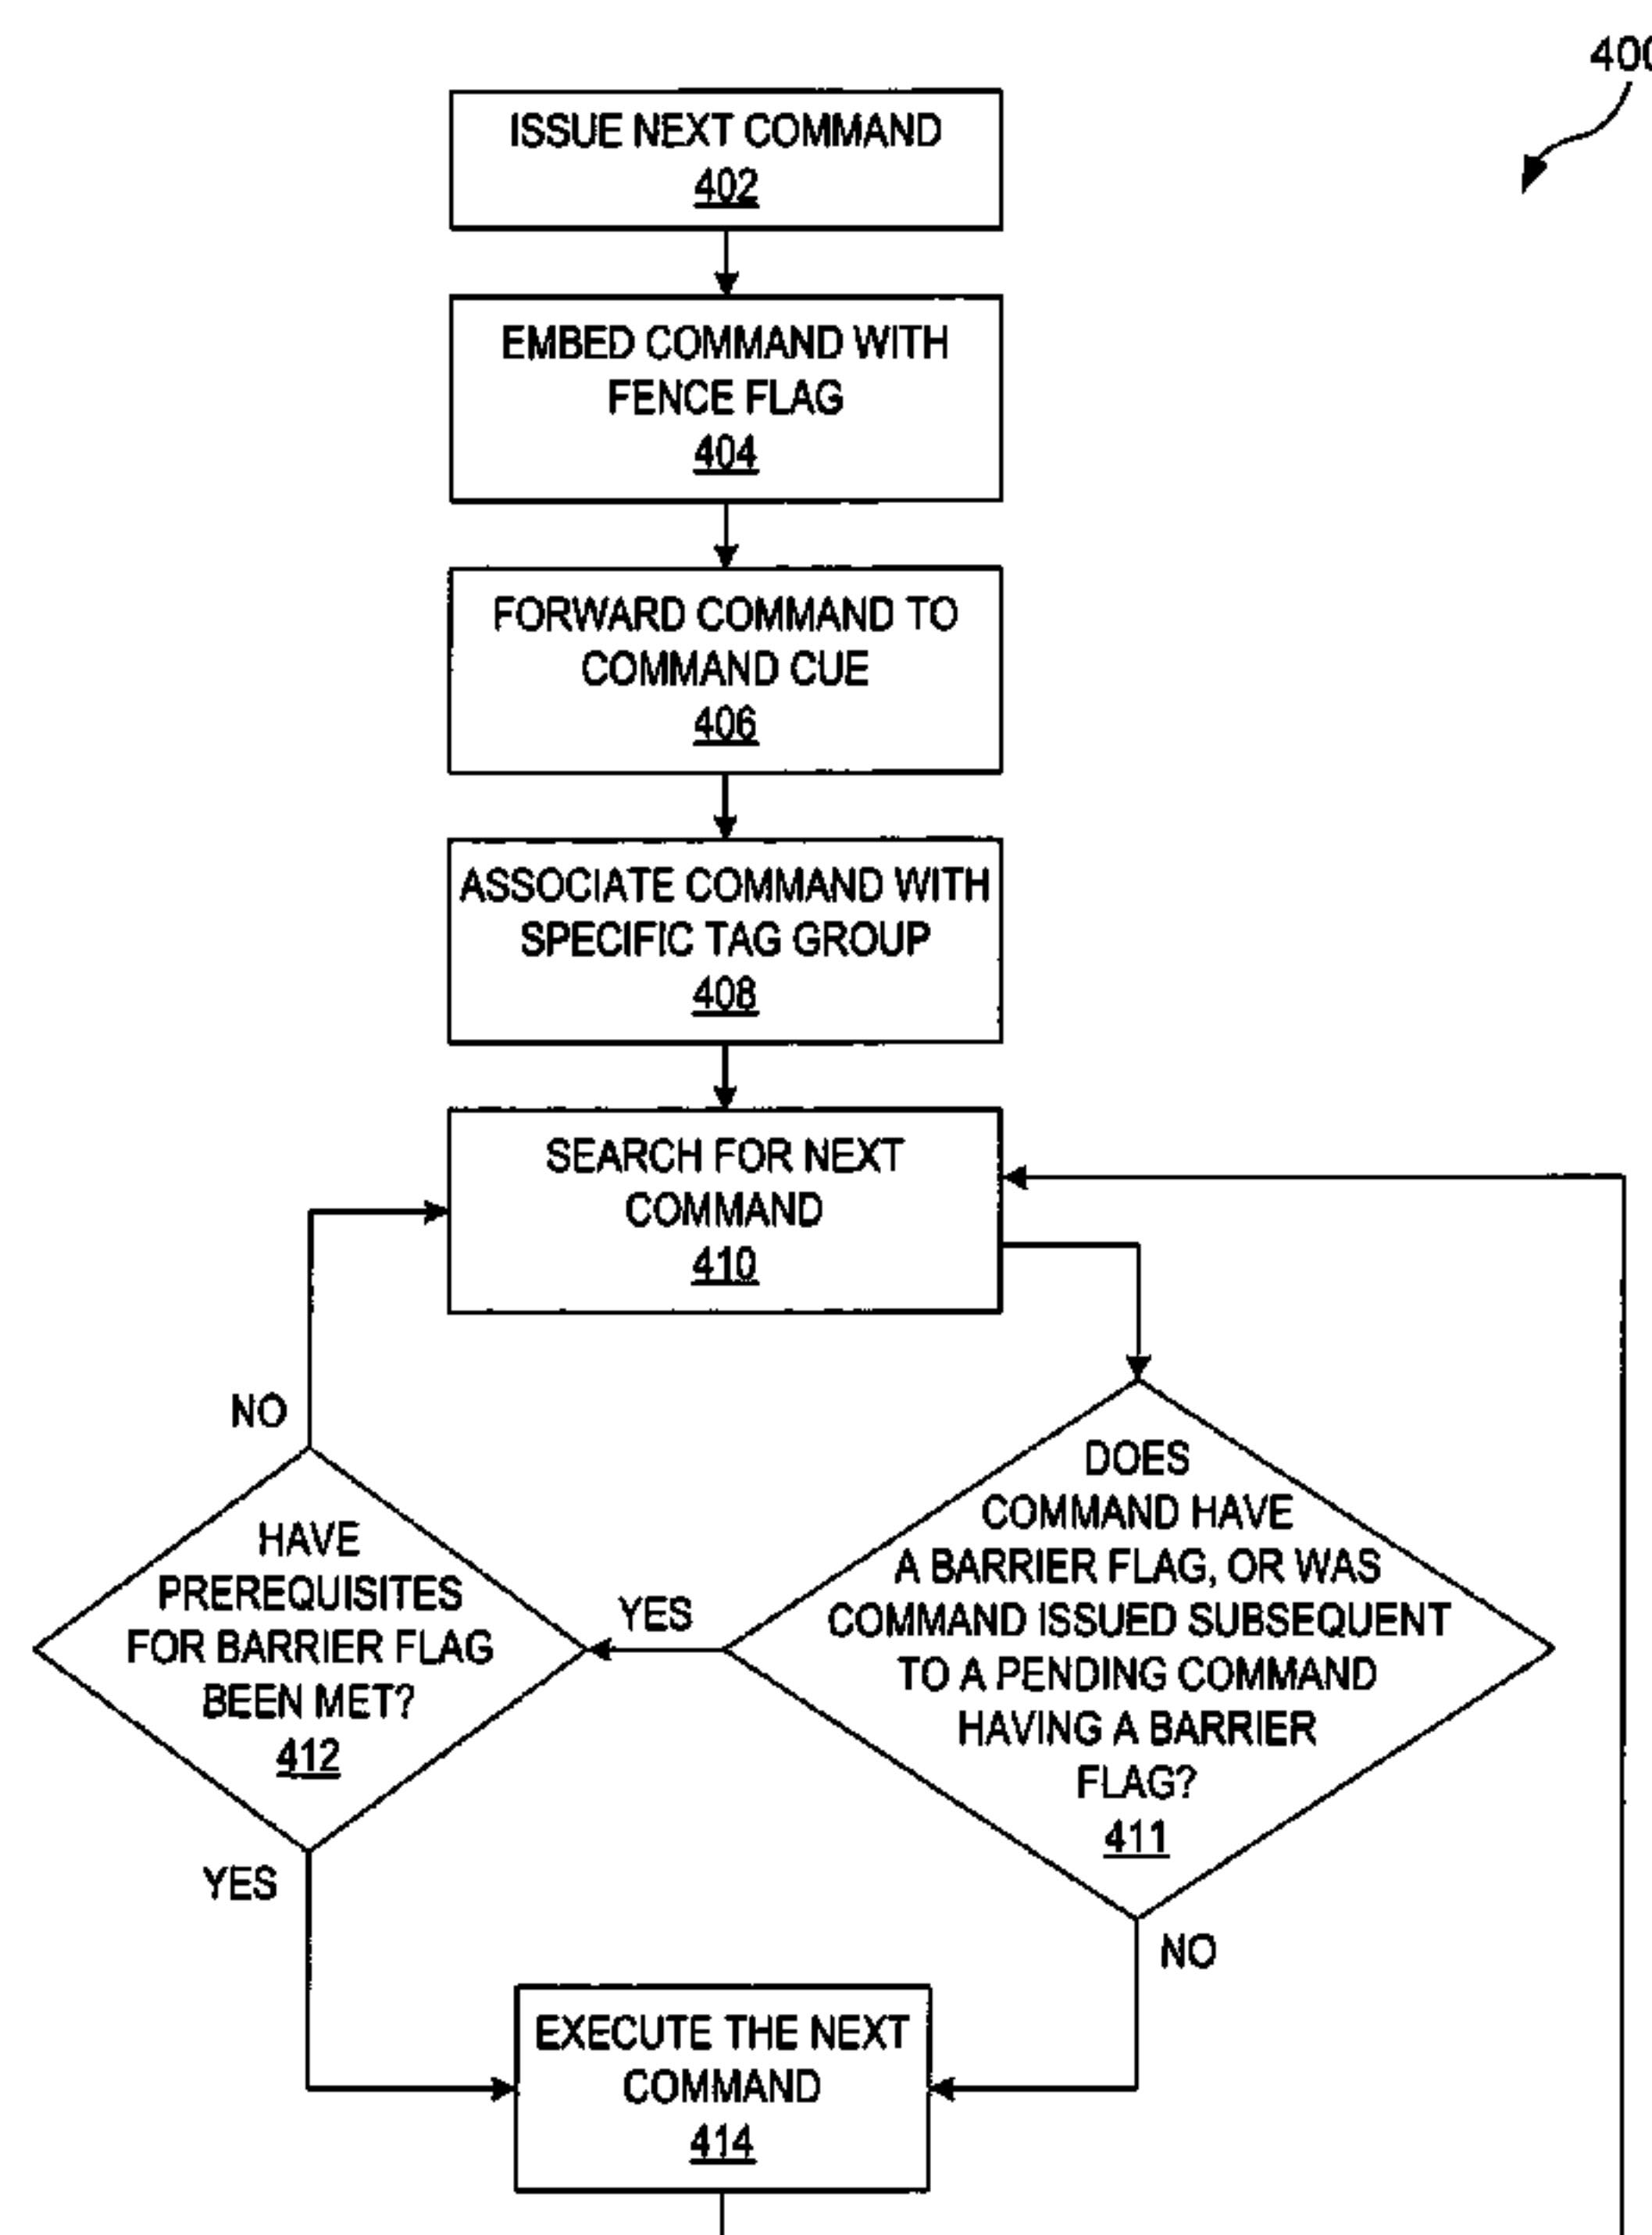 400
ISSUE NEXT COMMAND
402
EMBED COMMAND WITH
FENCE FLAG
404
FORWARD COMMAND TO
COMMAND CUE
406
ASSOCIATE COMMAND WITH
SPECIFIC TAG GROUP
408
SEARCH FOR NEXT
COMMAND
410
NO
HAVE
PREREQUISITES
FOR BARRIER FLAG
BEEN MET?
412
YES
DOES
COMMAND HAVE
A BARRIER FLAG, OR WAS
COMMAND ISSUED SUBSEQUENT
TO A PENDING COMMAND
HAVING A BARRIER
FLAG?
411
YES
NO
EXECUTE THE NEXT
COMMAND
414